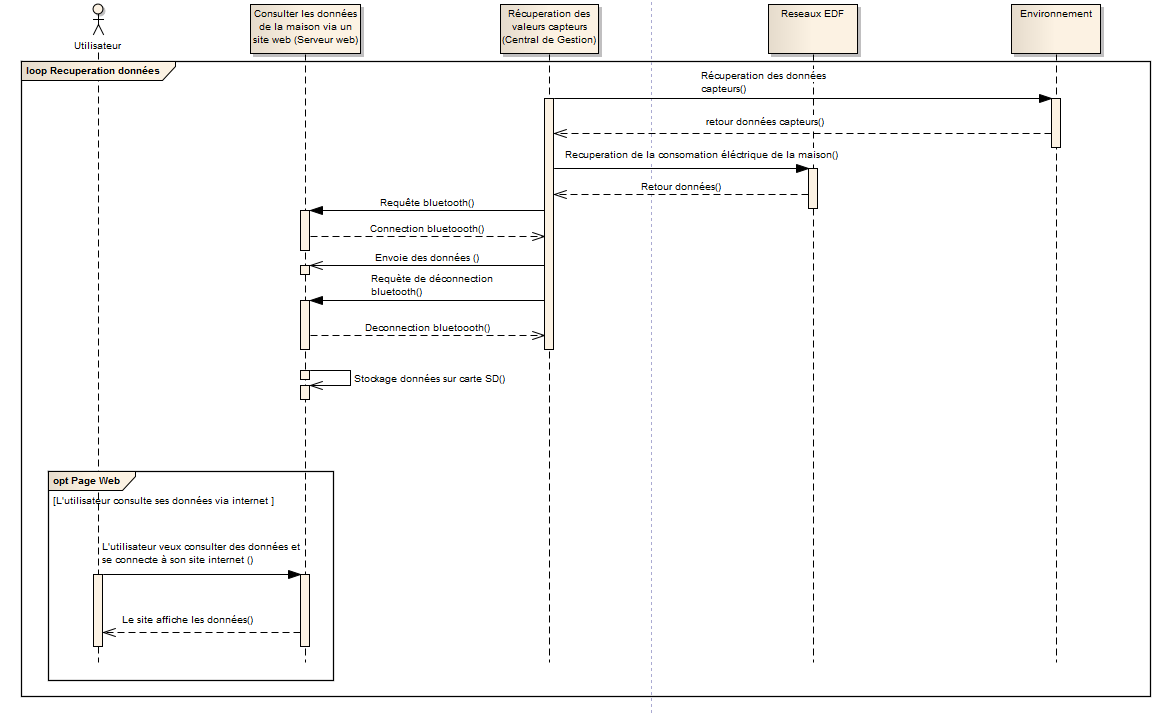 Utilisateur
Consulter les données
de la maison via un
site web (Serveur web)
Récuperation des
valeurs capteurs
(Central de Gestion)
Reseaux EDF
Environnement
loop Recuperation données
Récuperation des données
capteurs()
retour données capteurs()
Recuperation de la consomation éléctrique de la maison()
Retour données()
Requête bluetooth()
Connection bluetoooth()
Envoie des données ()
Requète de déconnection
bluetooth()
Deconnection bluetoooth()
Stockage données sur carte SD()
opt Page Web
[L'utilisateur consulte ses données via internet ]
L'utilisateur veux consulter des données et
se connecte à son site internet ()
Le site affiche les données()